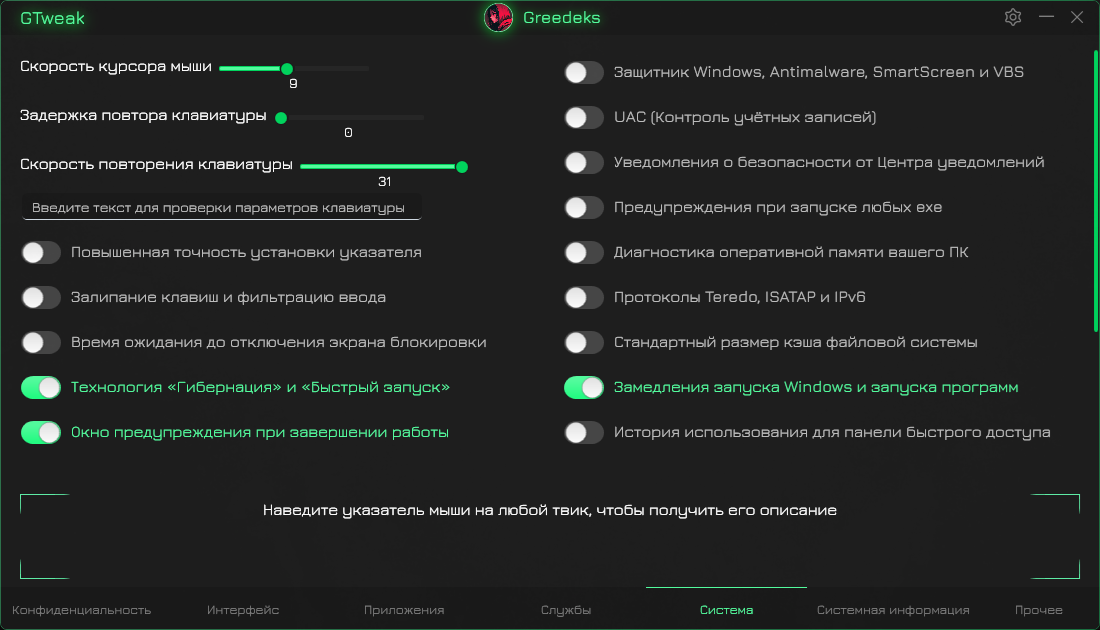 GTweak
Greedeks
Скорость курсора мыши
9
Задержка повтора клавиатуры
0
Скорость повторения клавиатуры
31
Введите текст для проверки параметров клавиатуры
Повышенная точность установки указателя
Залипание клавиш и фильтрацию ввода
Время ожидания до отключения экрана блокировки
Технология «Гибернация» и «Быстрый запуск»
Окно предупреждения при завершении работы
Защитник Windows, Antimalware, SmartScreen и VBS
UAC (Контроль учётных записей)
Уведомления о безопасности от Центра уведомлений
Предупреждения при запуске любых exe
Диагностика оперативной памяти вашего ПК
Протоколы Teredo, ISATAP и IPv6
Стандартный размер кэша файловой системы
Замедления запуска Windows и запуска программ
История использования для панели быстрого доступа
Наведите указатель мыши на любой твик, чтобы получить его описание
Конфиденциальность
Интерфейс
Приложения
Службы
Система
Системная информация
Прочее